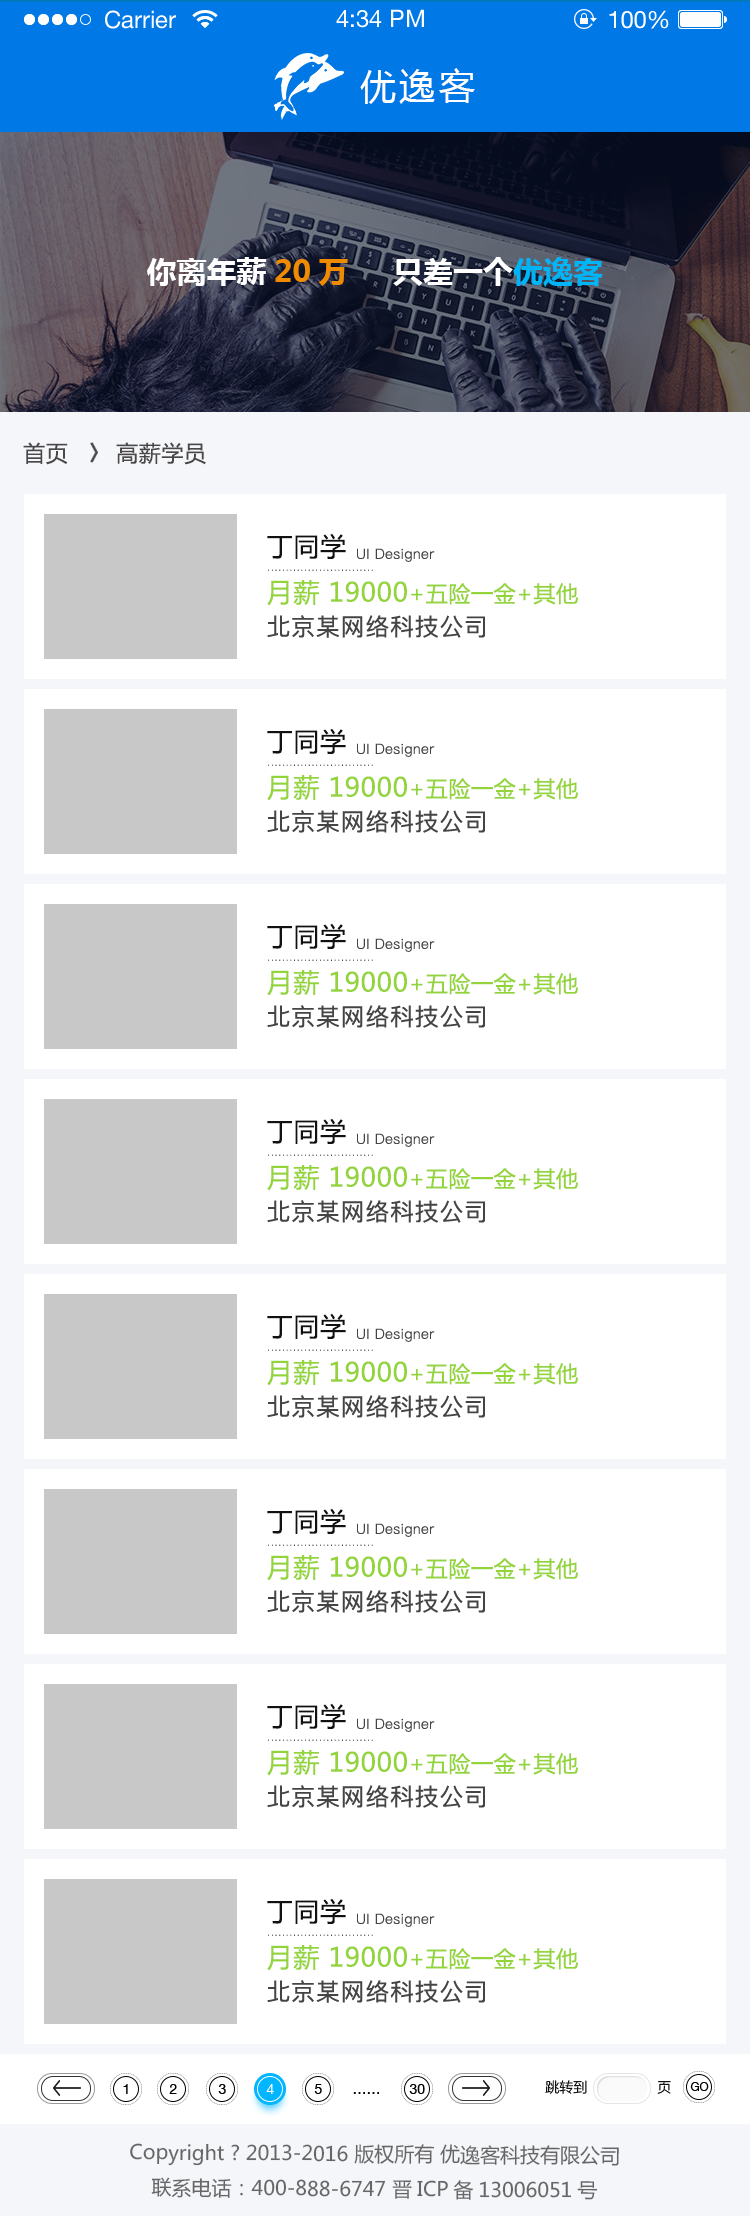 Carrier 4:34 PM 100%
优逸客
你离年薪 20 万 只差一个优逸客
首页 > 高薪学员
丁同学 UI Designer
月薪 19000+五险一金+其他
北京某网络科技公司
丁同学 UI Designer
月薪 19000+五险一金+其他
北京某网络科技公司
丁同学 UI Designer
月薪 19000+五险一金+其他
北京某网络科技公司
丁同学 UI Designer
月薪 19000+五险一金+其他
北京某网络科技公司
丁同学 UI Designer
月薪 19000+五险一金+其他
北京某网络科技公司
丁同学 UI Designer
月薪 19000+五险一金+其他
北京某网络科技公司
丁同学 UI Designer
月薪 19000+五险一金+其他
北京某网络科技公司
丁同学 UI Designer
月薪 19000+五险一金+其他
北京某网络科技公司
1 2 3 4 5 ...... 30 跳转到 页 GO
Copyright ? 2013-2016 版权所有 优逸客科技有限公司
联系电话：400-888-6747 晋 ICP 备 13006051 号